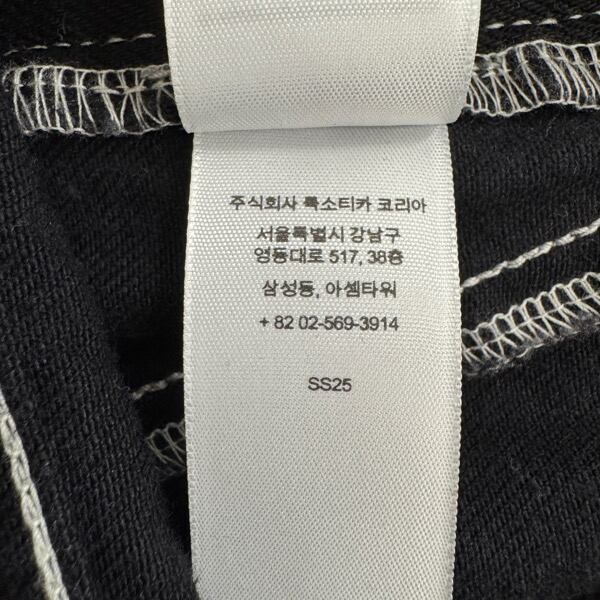 주식회사 룩소티카 코리아
서울특별시 강남구
영동대로 517, 38층
삼성동, 아셈타워
+ 82 02-569-3914
SS25